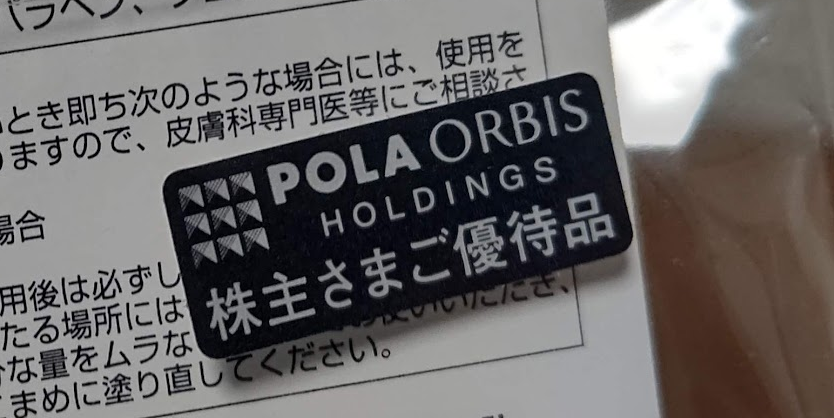 いとき即ち次のような場合には、使用を
りますので、皮膚科専門医等にご相談さ
場合
POLA ORBIS
HOLDINGS
株主さまご優待品
用後は必ずし
たる場所には
な量をムラな
してください。
まめに塗り直